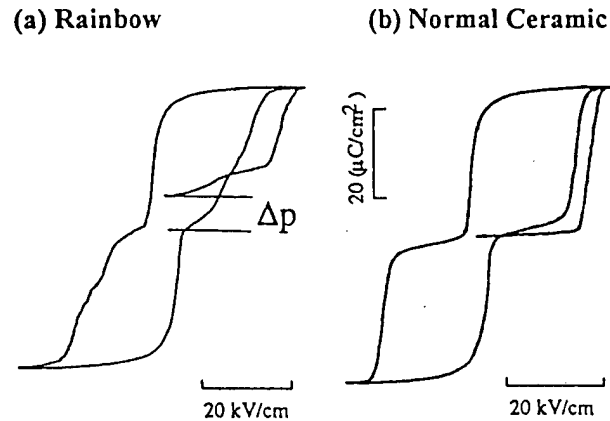 (a) Rainbow
(b) Normal Ceramic
20 (μC/cm²)
Δp
20 kV/cm
20 kV/cm